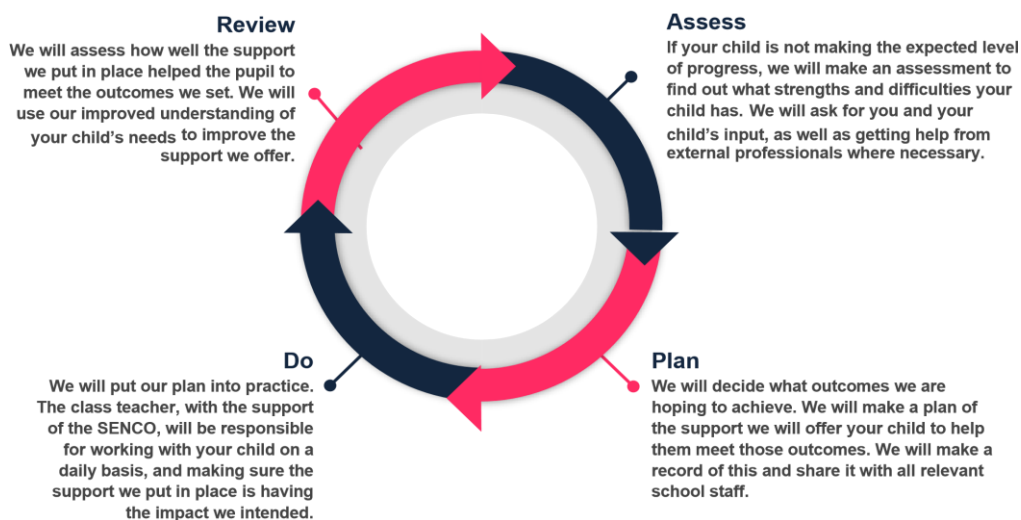 Review
We will assess how well the support
we put in place helped the pupil to
meet the outcomes we set. We will
use our improved understanding of
your child’s needs to improve the
support we offer.
Assess
If your child is not making the expected level
of progress, we will make an assessment to
find out what strengths and difficulties your
child has. We will ask for you and your
child’s input, as well as getting help from
external professionals where necessary.
Do
We will put our plan into practice.
The class teacher, with the support
of the SENCO, will be responsible
for working with your child on a
daily basis, and making sure the
support we put in place is having
the impact we intended.
Plan
We will decide what outcomes we are
hoping to achieve. We will make a plan of
the support we will offer your child to help
them meet those outcomes. We will make a
record of this and share it with all relevant
school staff.